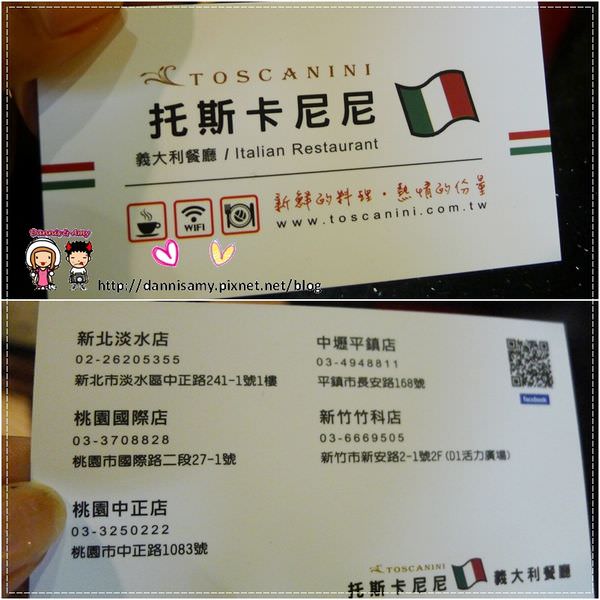 TOSCANINI
托斯卡尼尼
義大利餐廳 / Italian Restaurant
新鮮的料理・熱情的份量
WiFi
www.toscanini.com.tw
Dannis & Amy
http://dannisamy.pixnet.net/blog
新北淡水店
02-26205355
新北市淡水區中正路241-1號1樓
桃園國際店
03-3708828
桃園市國際路二段27-1號
桃園中正店
03-3250222
桃園市中正路1083號
中壢平鎮店
03-4948811
平鎮市長安路168號
新竹竹科店
03-6669505
新竹市新安路2-1號2F(D1活力廣場)
facebook
TOSCANINI
托斯卡尼尼 義大利餐廳